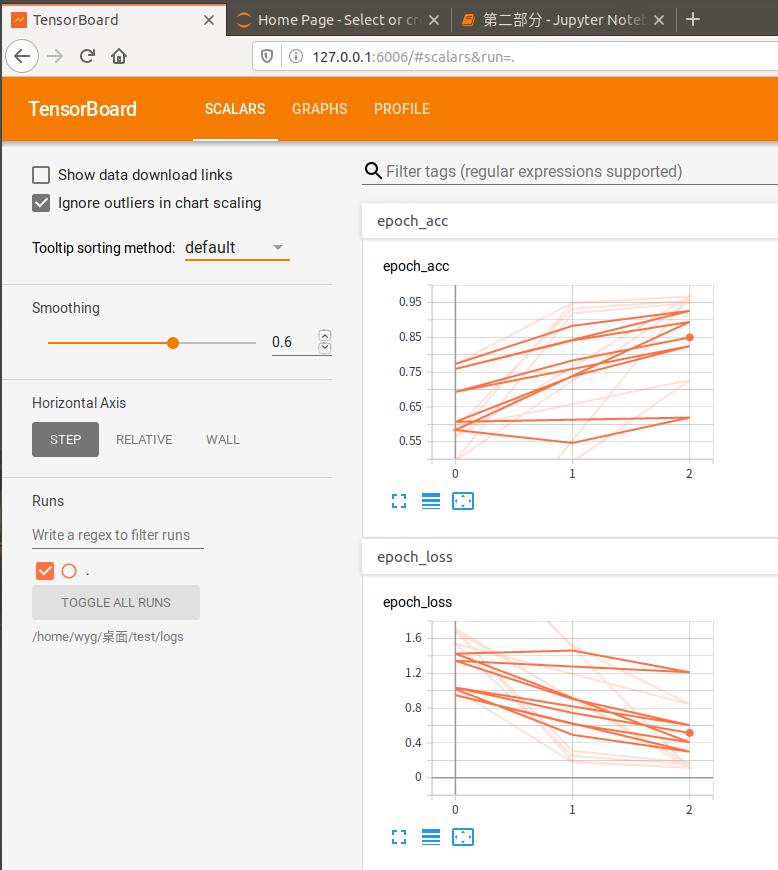 TensorBoard
Home Page - Select or cre
第二部分 - Jupyter Noteb
127.0.0.1:6006/#scalars&run=.
TensorBoard
SCALARS
GRAPHS
PROFILE
Show data download links
Ignore outliers in chart scaling
Tooltip sorting method: default
Smoothing
0.6
Horizontal Axis
STEP
RELATIVE
WALL
Runs
Write a regex to filter runs
.
TOGGLE ALL RUNS
/home/wyg/桌面/test/logs
Filter tags (regular expressions supported)
epoch_acc
epoch_acc
0.95
0.85
0.75
0.65
0.55
0 1 2
epoch_loss
epoch_loss
1.6
1.2
0.8
0.4
0
0 1 2